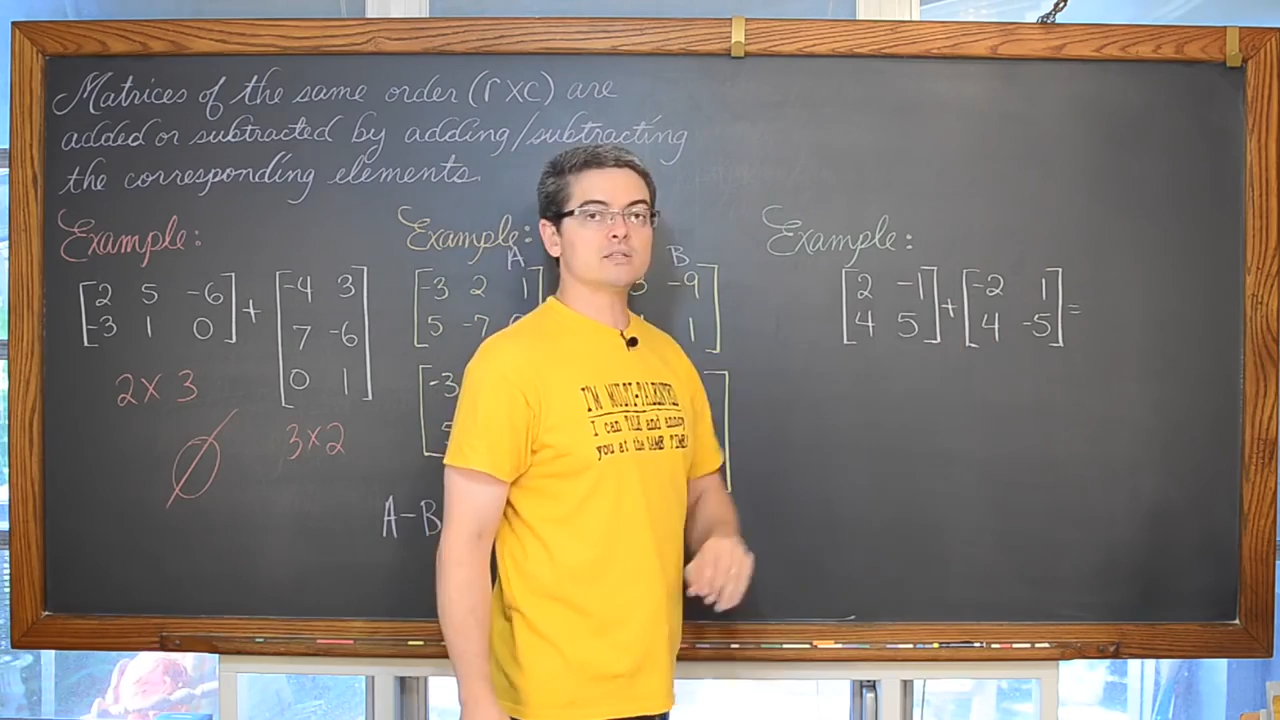 Matrices of the same order (r x c) are
added or subtracted by adding/subtracting
the corresponding elements.
Example:
[2 5 -6] + [-4 3]
[-3 1 0] [7 -6]
[0 1]
2 x 3
3 x 2
∅
Example:
A B
[-3 2 1] -9]
[5 -7 1]
[-3
A-B
Example:
[2 -1] + [-2 1] =
[4 5] [4 -5]
I'M MULTI-TALENTED
I can TALK and annoy
you at the SAME TIME!